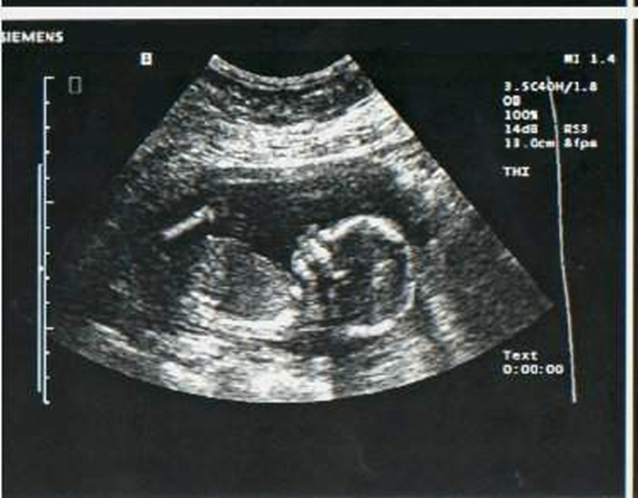 SIEMENS
B
MI 1.4
3.5C40H/1.8
OB
100%
14dB RS3
13.0cm 8fps
THI
Text
0:00:00